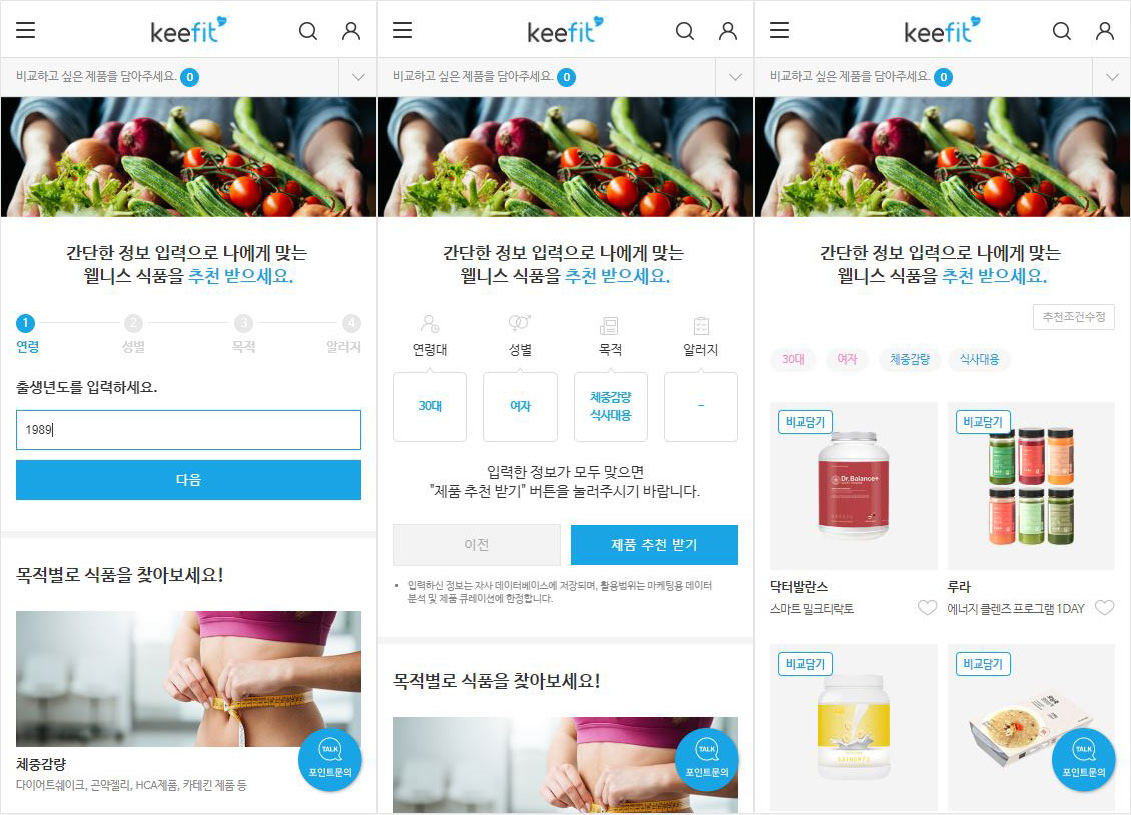 keefit
비교하고 싶은 제품을 담아주세요. 0
간단한 정보 입력으로 나에게 맞는
웰니스 식품을 추천 받으세요.
1 2 3 4
연령 성별 목적 알러지
출생년도를 입력하세요.
1989
다음
목적별로 식품을 찾아보세요!
체중감량
다이어트쉐이크, 곤약젤리, HCA제품, 카테킨 제품 등
TALK
포인트문의
keefit
비교하고 싶은 제품을 담아주세요. 0
간단한 정보 입력으로 나에게 맞는
웰니스 식품을 추천 받으세요.
연령대 성별 목적 알러지
30대 여자 체중감량 –
식사대용
입력한 정보가 모두 맞으면
"제품 추천 받기" 버튼을 눌러주시기 바랍니다.
이전 제품 추천 받기
• 입력하신 정보는 자사 데이터베이스에 저장되며, 활용범위는 마케팅용 데이터
분석 및 제품 큐레이션에 한정합니다.
목적별로 식품을 찾아보세요!
TALK
포인트문의
keefit
비교하고 싶은 제품을 담아주세요. 0
간단한 정보 입력으로 나에게 맞는
웰니스 식품을 추천 받으세요.
추천조건수정
30대 여자 체중감량 식사대용
비교담기 비교담기
Dr.Balance+
닥터발란스 루라
스마트 밀크티락토 에너지 클렌즈 프로그램 1DAY
비교담기 비교담기
TALK
포인트문의